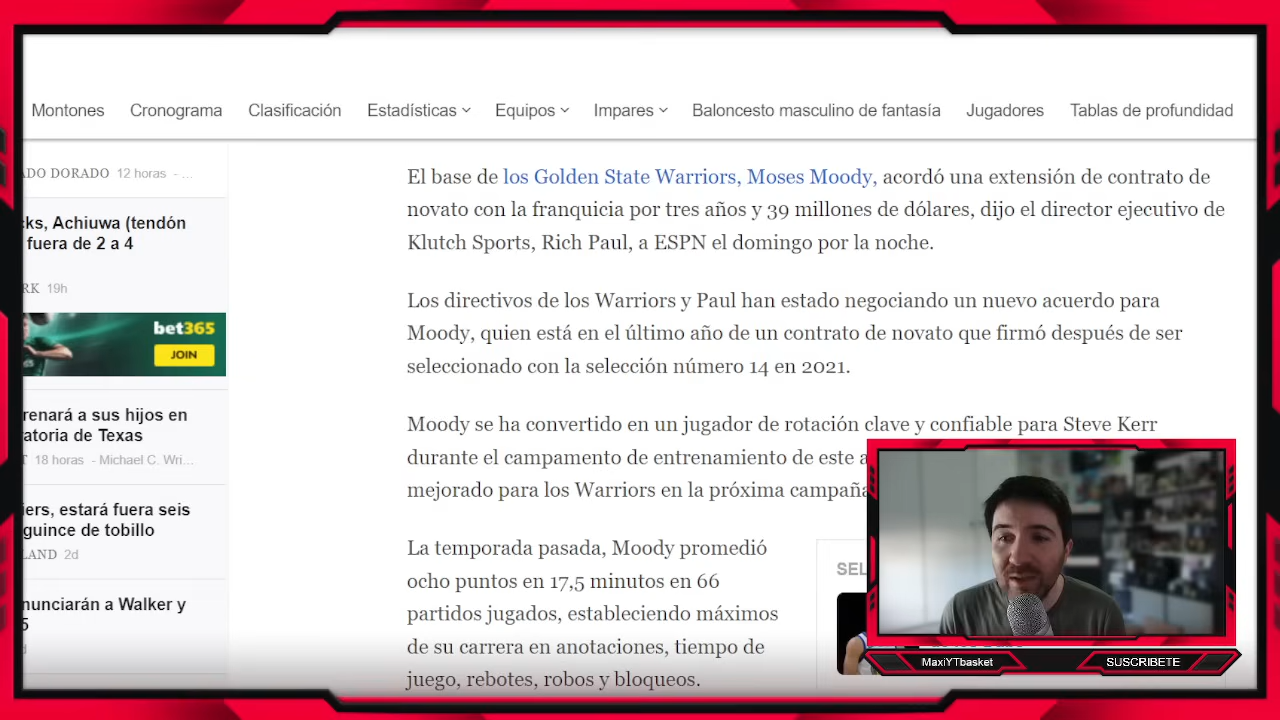 Montones Cronograma Clasificación Estadísticas Equipos Impares Baloncesto masculino de fantasía Jugadores Tablas de profundidad
ADO DORADO 12 horas - ...
cks, Achiuwa (tendón
fuera de 2 a 4
RK 19h
bet365
JOIN
renará a sus hijos en
atoria de Texas
T 18 horas - Michael C. Wri...
iers, estará fuera seis
guince de tobillo
LAND 2d
nunciarán a Walker y
5
El base de los Golden State Warriors, Moses Moody, acordó una extensión de contrato de
novato con la franquicia por tres años y 39 millones de dólares, dijo el director ejecutivo de
Klutch Sports, Rich Paul, a ESPN el domingo por la noche.
Los directivos de los Warriors y Paul han estado negociando un nuevo acuerdo para
Moody, quien está en el último año de un contrato de novato que firmó después de ser
seleccionado con la selección número 14 en 2021.
Moody se ha convertido en un jugador de rotación clave y confiable para Steve Kerr
durante el campamento de entrenamiento de este a
mejorado para los Warriors en la próxima campaña
La temporada pasada, Moody promedió
ocho puntos en 17,5 minutos en 66
partidos jugados, estableciendo máximos
de su carrera en anotaciones, tiempo de
juego, rebotes, robos y bloqueos.
SEL
MaxiYTbasket
SUSCRIBETE